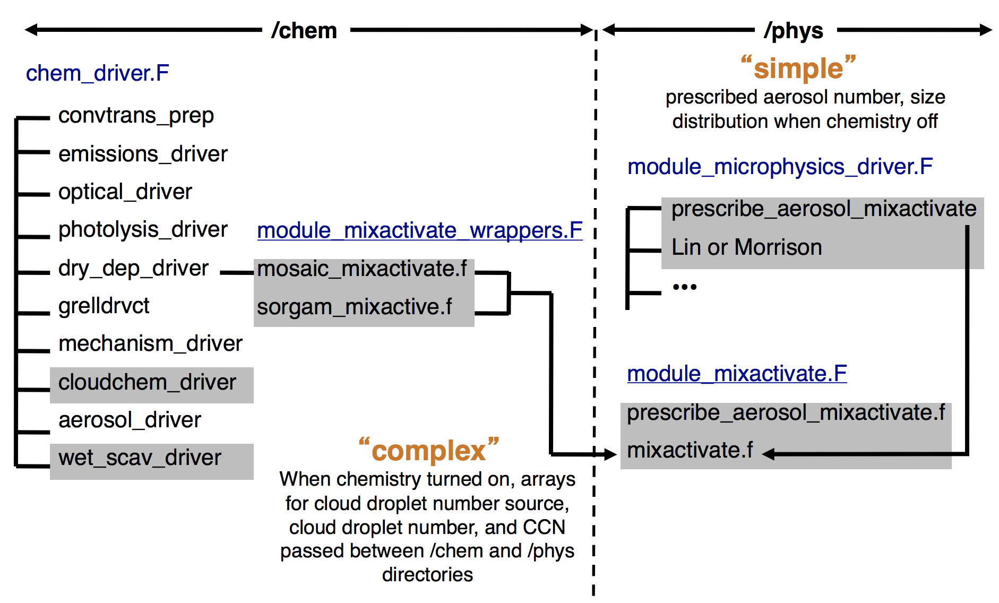 /chem
/phys
chem_driver.F
convtrans_prep
emissions_driver
optical_driver
photolysis_driver
dry_dep_driver
grelldrvct
mechanism_driver
cloudchem_driver
aerosol_driver
wet_scav_driver
module_mixactivate_wrappers.F
mosaic_mixactivate.f
sorgam_mixactive.f
“complex”
When chemistry turned on, arrays
for cloud droplet number source,
cloud droplet number, and CCN
passed between /chem and /phys
directories
“simple”
prescribed aerosol number, size
distribution when chemistry off
module_microphysics_driver.F
prescribe_aerosol_mixactivate
Lin or Morrison
...
module_mixactivate.F
prescribe_aerosol_mixactivate.f
mixactivate.f